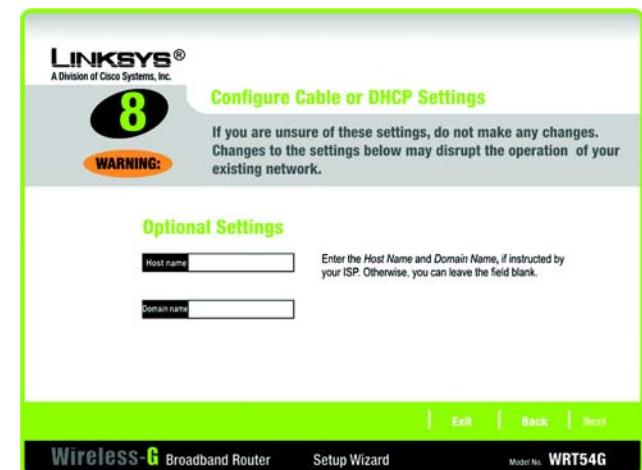 LINKSYS®
A Division of Cisco Systems, Inc.
8
Configure Cable or DHCP Settings
WARNING:
If you are unsure of these settings, do not make any changes.
Changes to the settings below may disrupt the operation of your
existing network.
Optional Settings
Host name
Enter the Host Name and Domain Name, if instructed by
your ISP. Otherwise, you can leave the field blank.
Domain name
Exit | Back | Next
Wireless-G Broadband Router Setup Wizard Model No. WRT54G